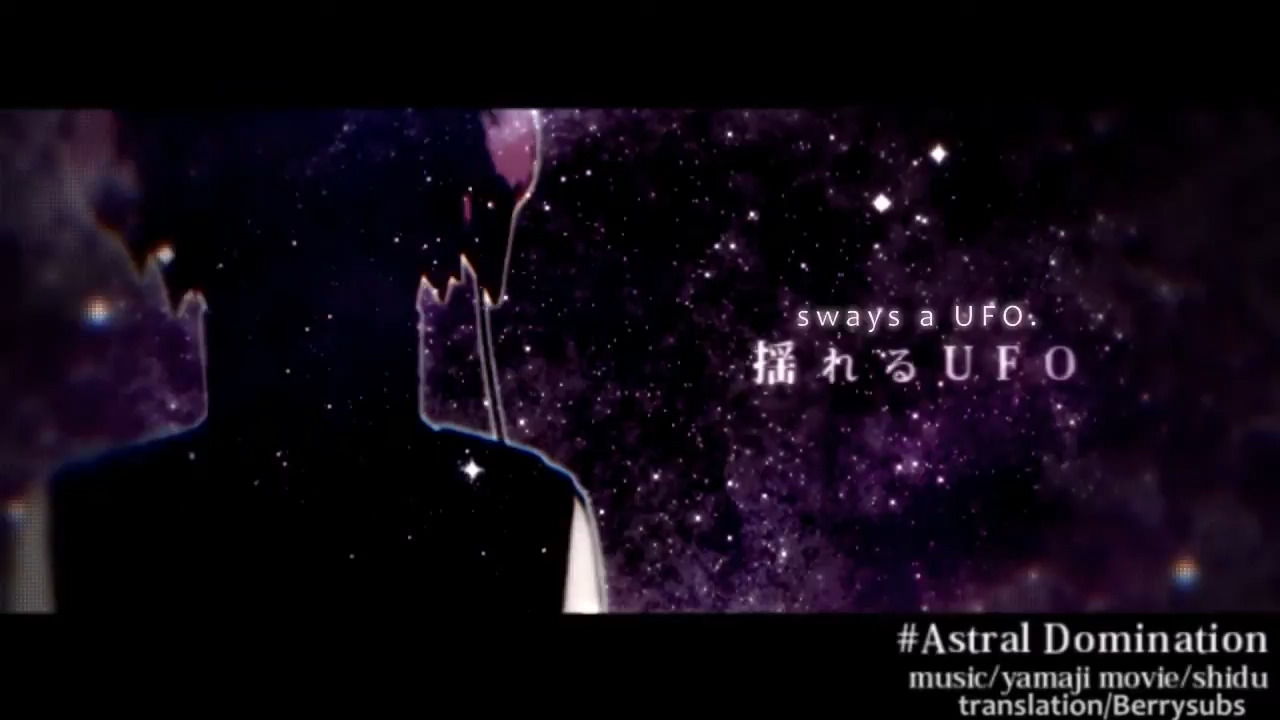 sways a UFO.
揺れるUFO
#Astral Domination
music/yamaji movie/shidu
translation/Berrysubs